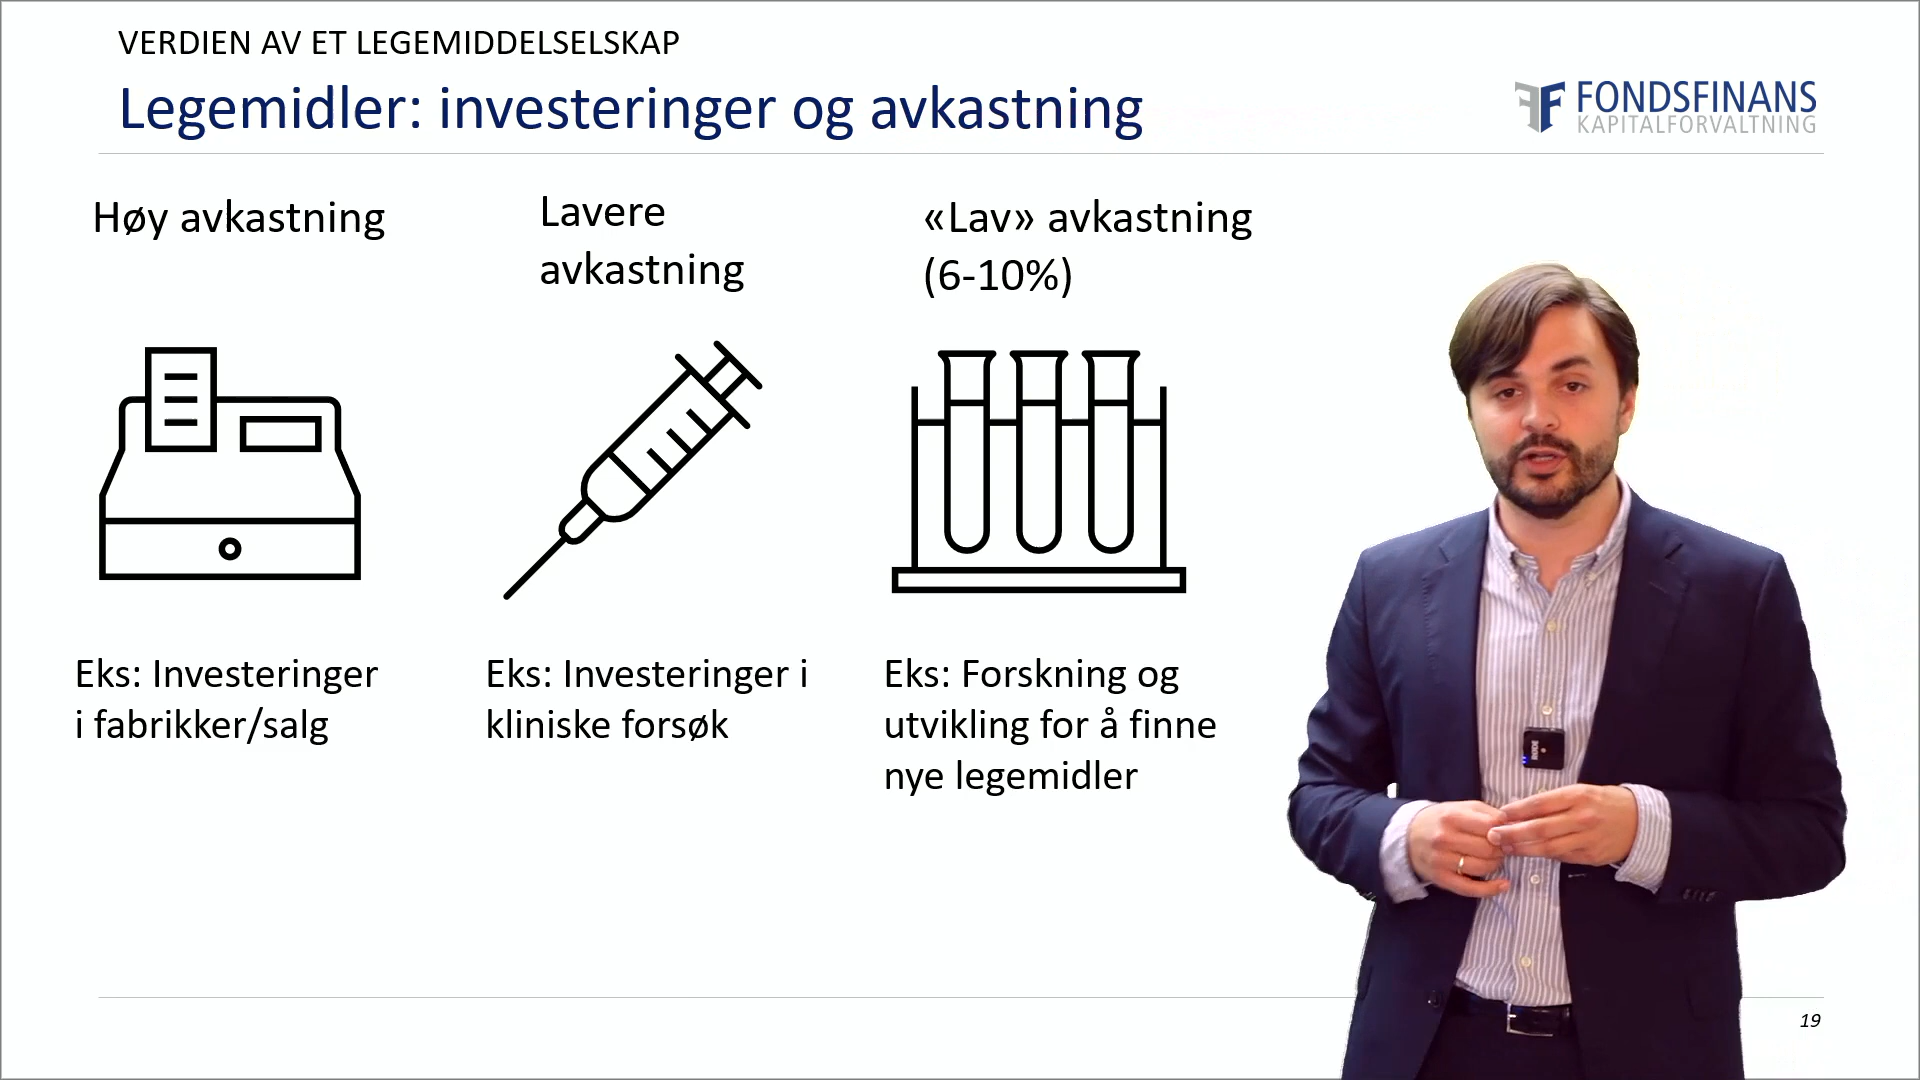 VERDIEN AV ET LEGEMIDDELSELSKAP
Legemidler: investeringer og avkastning
FONDSFINANS
KAPITALFORVALTNING
Høy avkastning
Lavere
avkastning
«Lav» avkastning
(6-10%)
Eks: Investeringer
i fabrikker/salg
Eks: Investeringer i
kliniske forsøk
Eks: Forskning og
utvikling for å finne
nye legemidler
RØDE
19